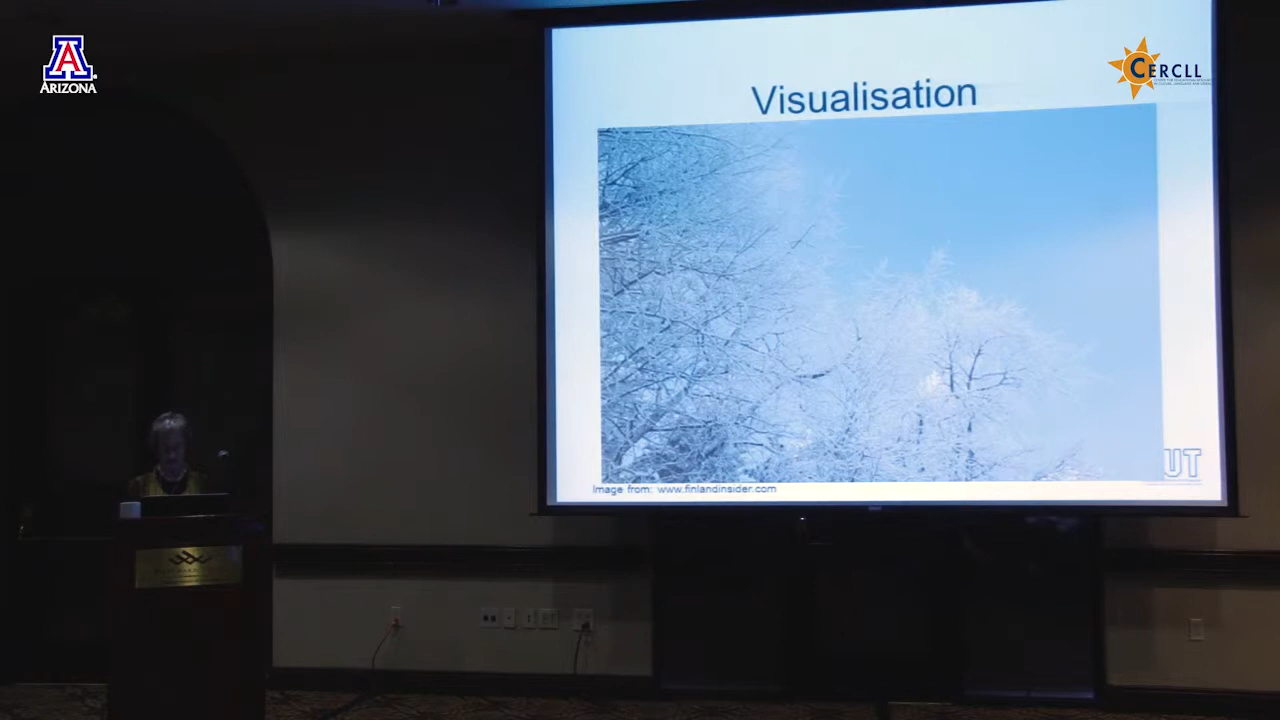 A
ARIZONA
CERCLL
Visualisation
UT
Image from: www.finlandinsider.com